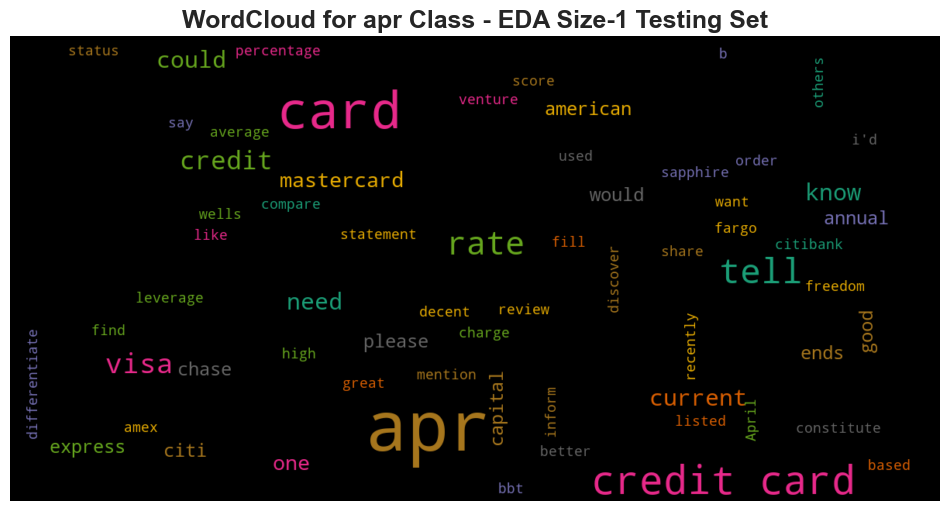 WordCloud for apr Class - EDA Size-1 Testing Set
status
could
percentage
b
others
score
venture
card
american
say
average
i'd
credit
used
order
sapphire
mastercard
would
know
compare
want
wells
annual
like
statement
rate
fill
fargo
citibank
share
discover
tell
freedom
leverage
need
decent
review
find
please
charge
recently
good
differentiate
high
ends
visa
chase
great
mention
capital
inform
current
April
listed
constitute
amex
apr
express
citi
better
one
based
credit card
bbt